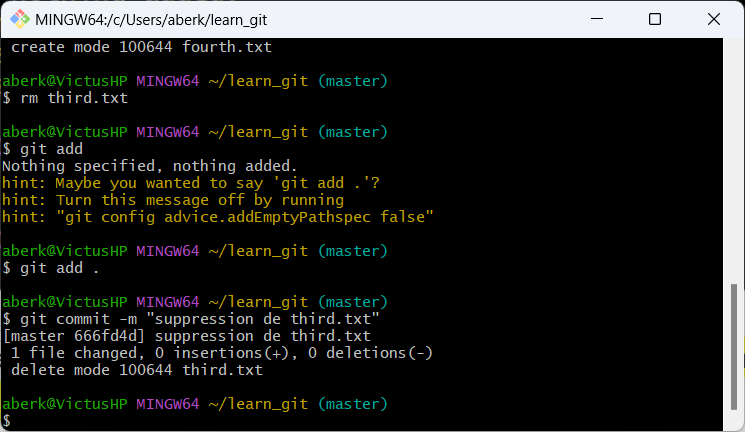 MINGW64:/c/Users/aberk/learn_git
 create mode 100644 fourth.txt
aberk@VictusHP MINGW64 ~/learn_git (master)
$ rm third.txt
aberk@VictusHP MINGW64 ~/learn_git (master)
$ git add
Nothing specified, nothing added.
hint: Maybe you wanted to say 'git add .'?
hint: Turn this message off by running
hint: "git config advice.addEmptyPathspec false"
aberk@VictusHP MINGW64 ~/learn_git (master)
$ git add .
aberk@VictusHP MINGW64 ~/learn_git (master)
$ git commit -m "suppression de third.txt"
[master 666fd4d] suppression de third.txt
 1 file changed, 0 insertions(+), 0 deletions(-)
 delete mode 100644 third.txt
aberk@VictusHP MINGW64 ~/learn_git (master)
$